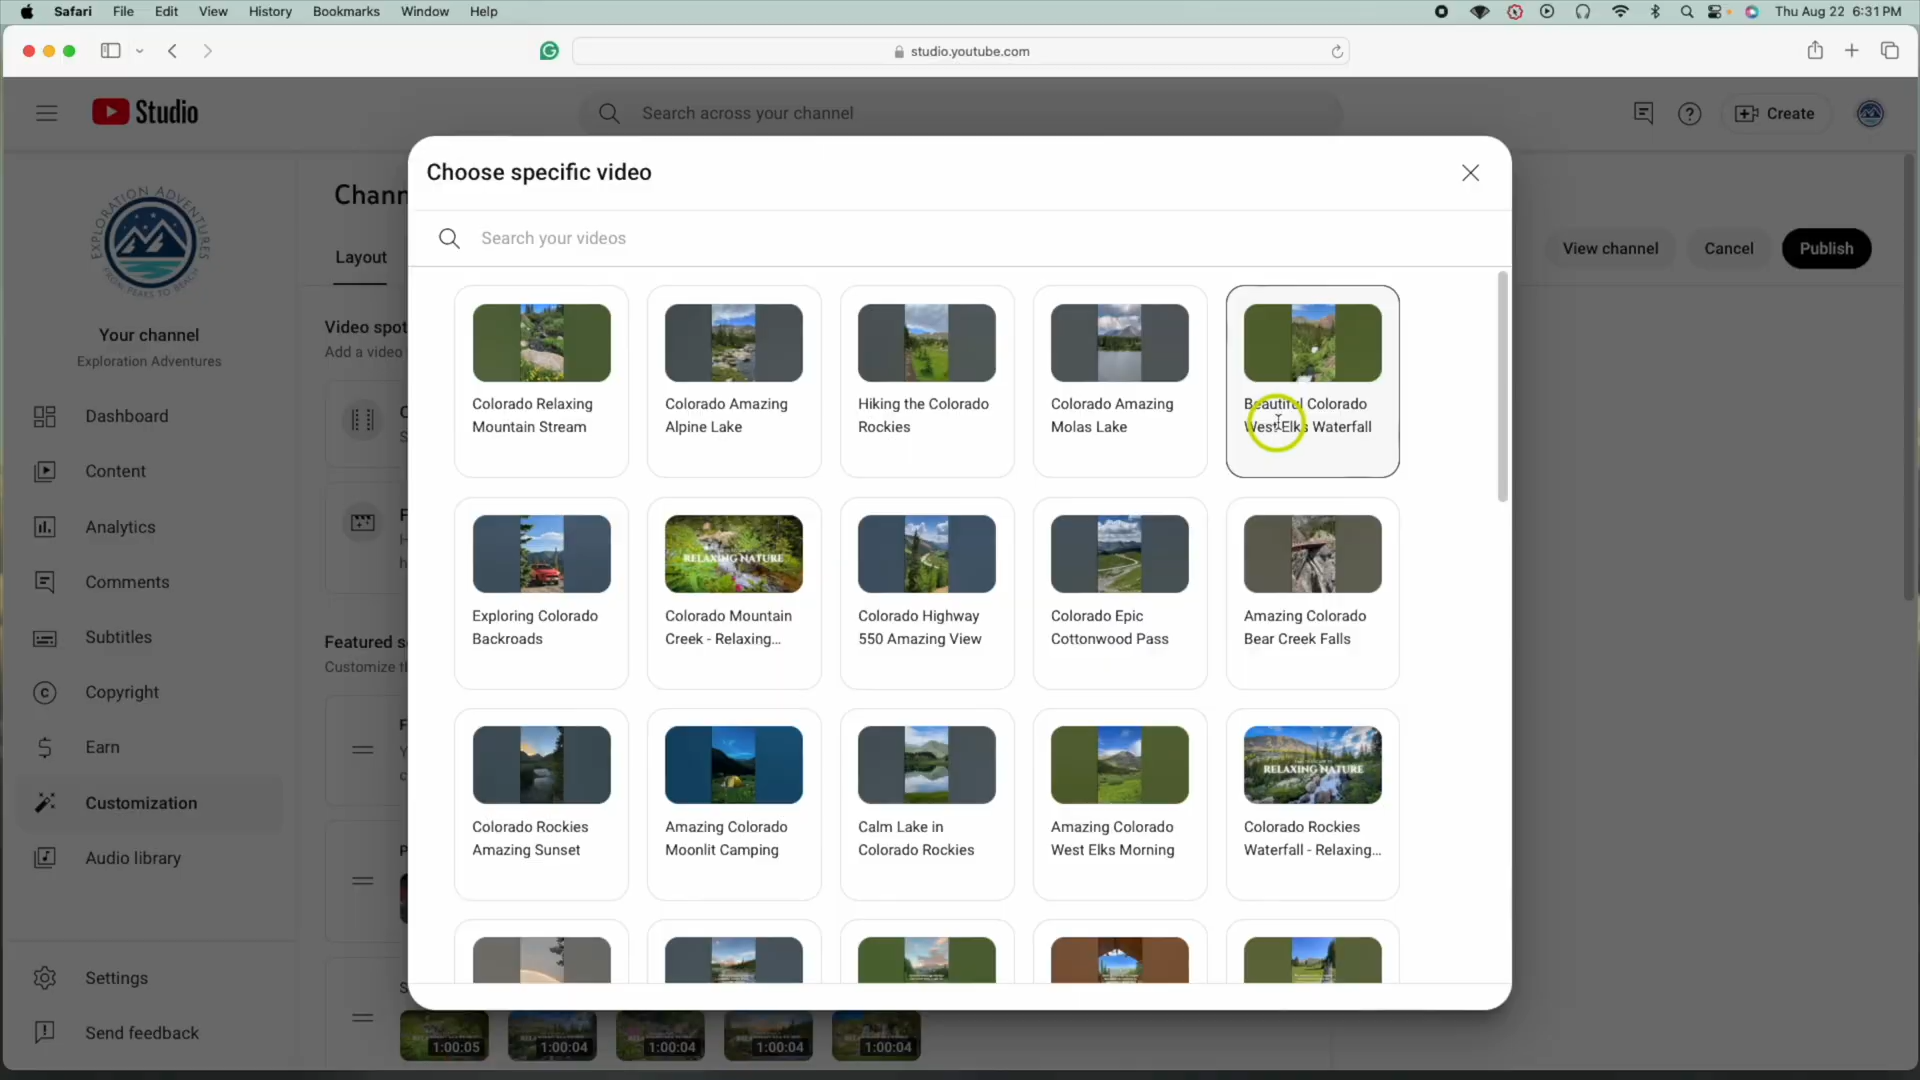 Safari File Edit View History Bookmarks Window Help Thu Aug 22 6:31 PM
studio.youtube.com
Studio
Search across your channel
Create
Choose specific video
Search your videos
EXPLORATION ADVENTURES
FROM PEAKS TO BEACH
Your channel
Exploration Adventures
Dashboard
Content
Analytics
Comments
Subtitles
Copyright
Earn
Customization
Audio library
Settings
Send feedback
Layout
Add a video
View channel
Cancel
Publish
Colorado Relaxing
Mountain Stream
Colorado Amazing
Alpine Lake
Hiking the Colorado
Rockies
Colorado Amazing
Molas Lake
Beautiful Colorado
West Elks Waterfall
Exploring Colorado
Backroads
RELAXING NATURE
Colorado Mountain
Creek - Relaxing...
Colorado Highway
550 Amazing View
Colorado Epic
Cottonwood Pass
Amazing Colorado
Bear Creek Falls
Colorado Rockies
Amazing Sunset
Amazing Colorado
Moonlit Camping
Calm Lake in
Colorado Rockies
Amazing Colorado
West Elks Morning
RELAXING NATURE
Colorado Rockies
Waterfall - Relaxing...
1:00:05
1:00:04
1:00:04
1:00:04
1:00:04